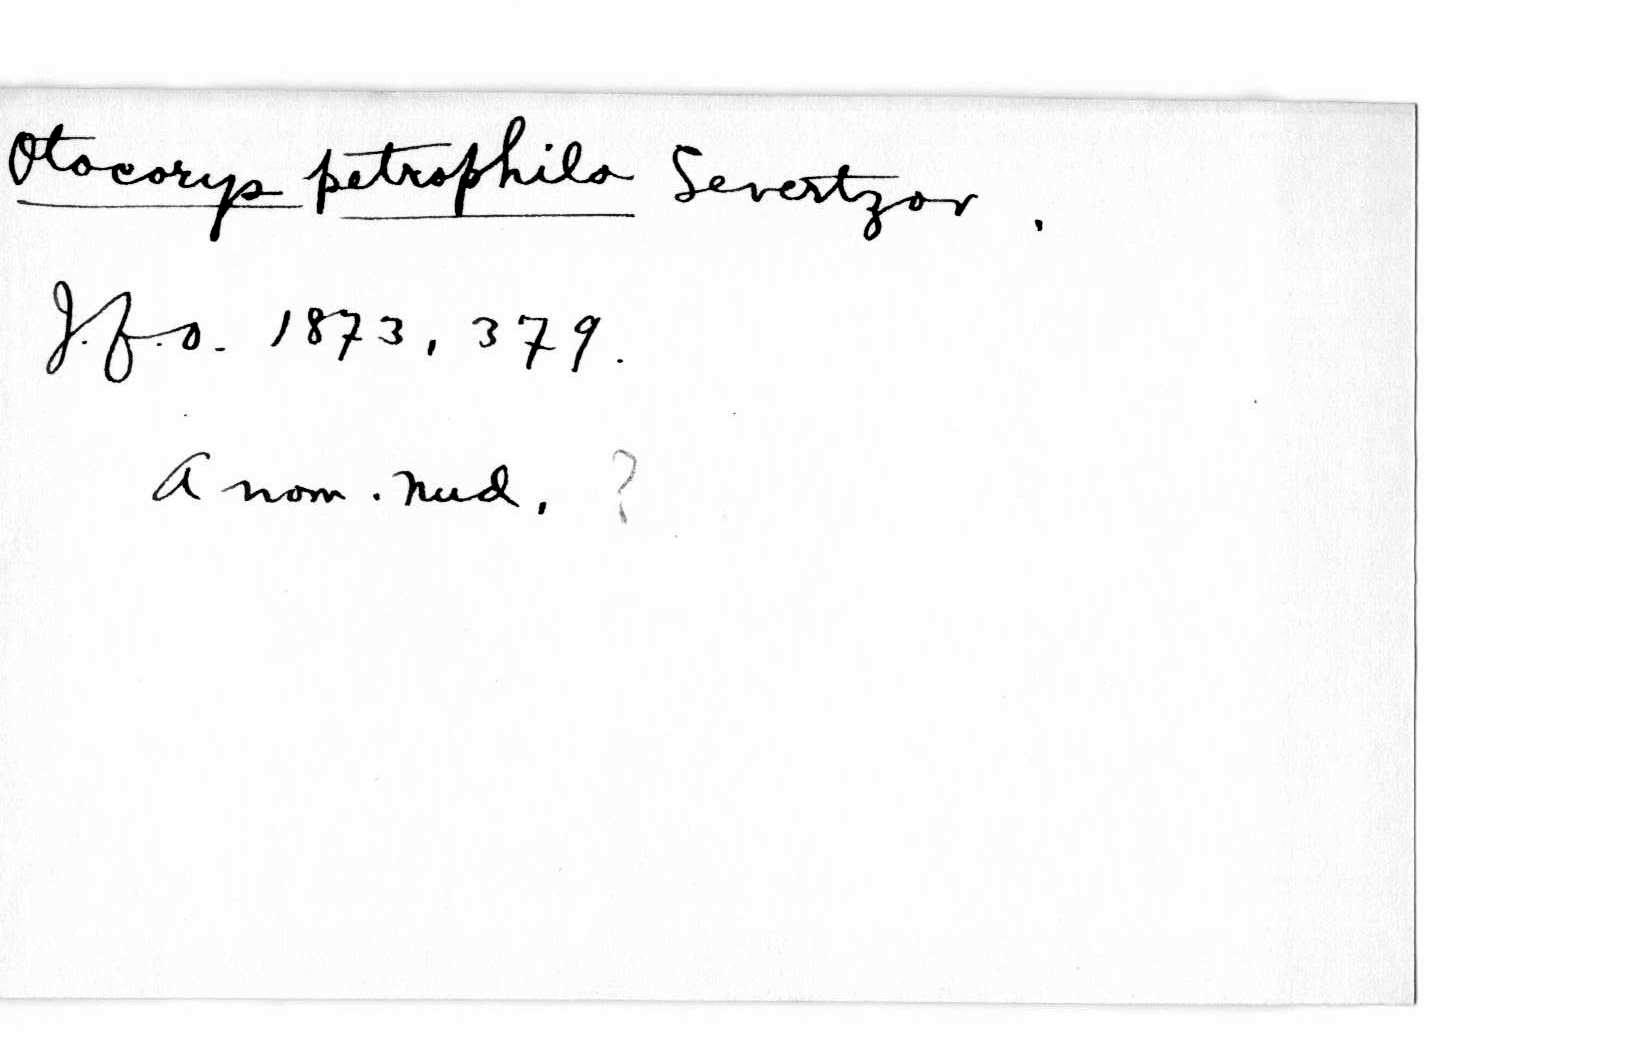 Otocorys petrophila Severtzov.
J.f.o. 1873, 379.
A nom. nud. ?